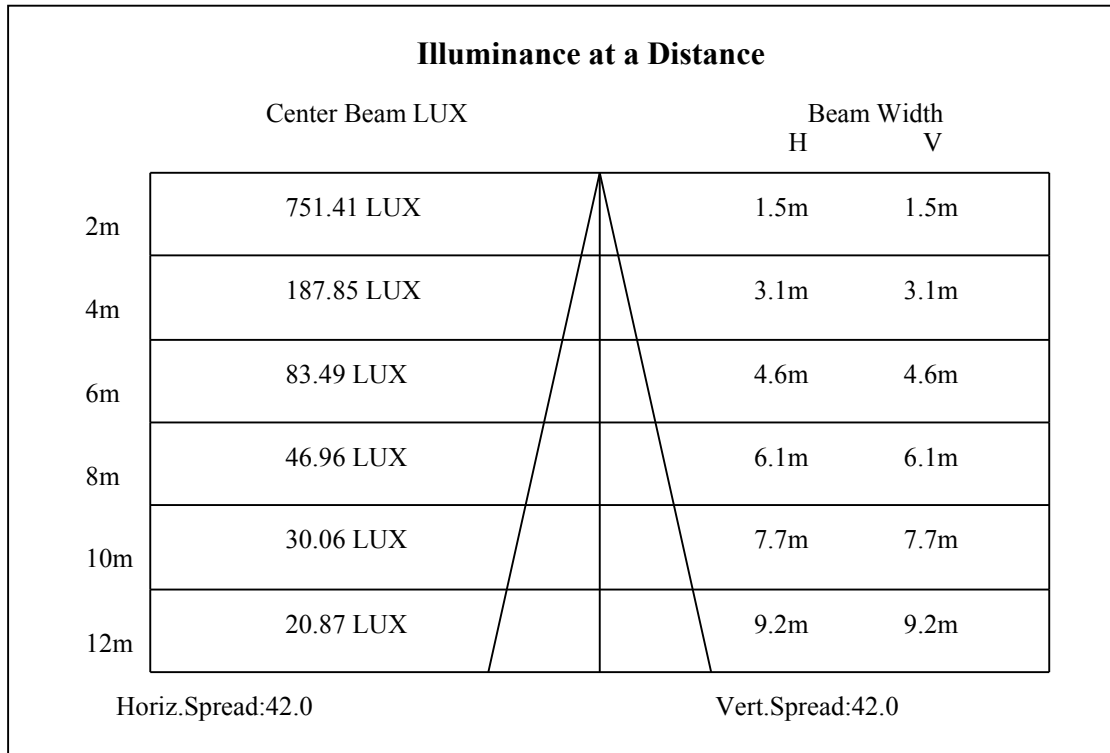 Illuminance at a Distance
Center Beam LUX Beam Width
H V
2m 751.41 LUX 1.5m 1.5m
4m 187.85 LUX 3.1m 3.1m
6m 83.49 LUX 4.6m 4.6m
8m 46.96 LUX 6.1m 6.1m
10m 30.06 LUX 7.7m 7.7m
12m 20.87 LUX 9.2m 9.2m
Horiz.Spread:42.0 Vert.Spread:42.0